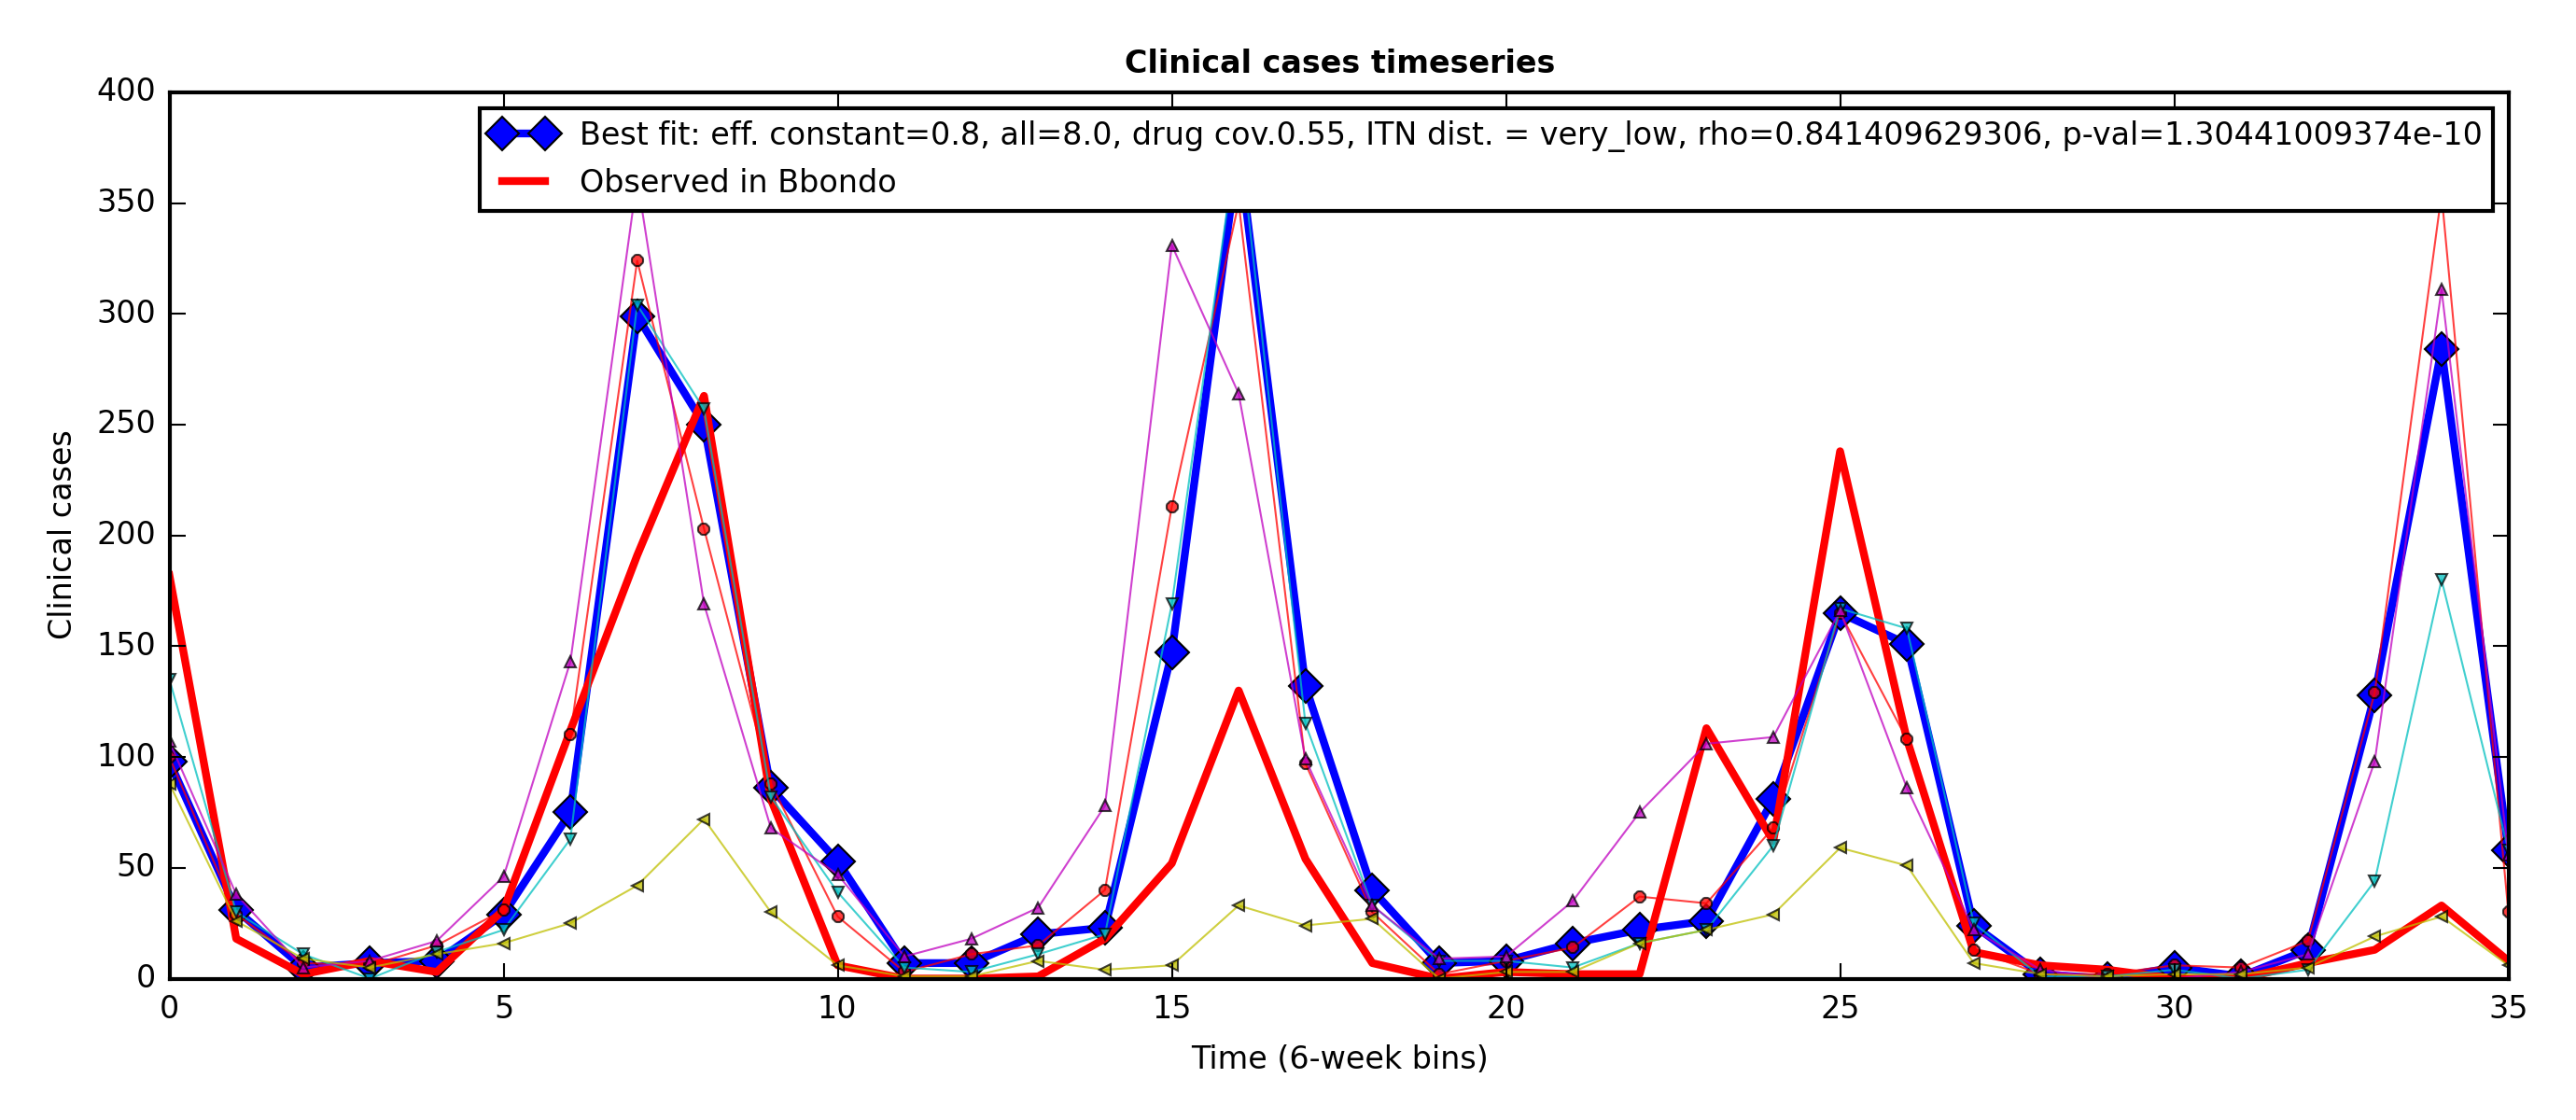 Clinical cases timeseries
Best fit: eff. constant=0.8, all=8.0, drug cov.0.55, ITN dist. = very_low, rho=0.841409629306, p-val=1.30441009374e-10
Observed in Bbondo
400
350
300
250
200
150
100
50
0
Clinical cases
0 5 10 15 20 25 30 35
Time (6-week bins)